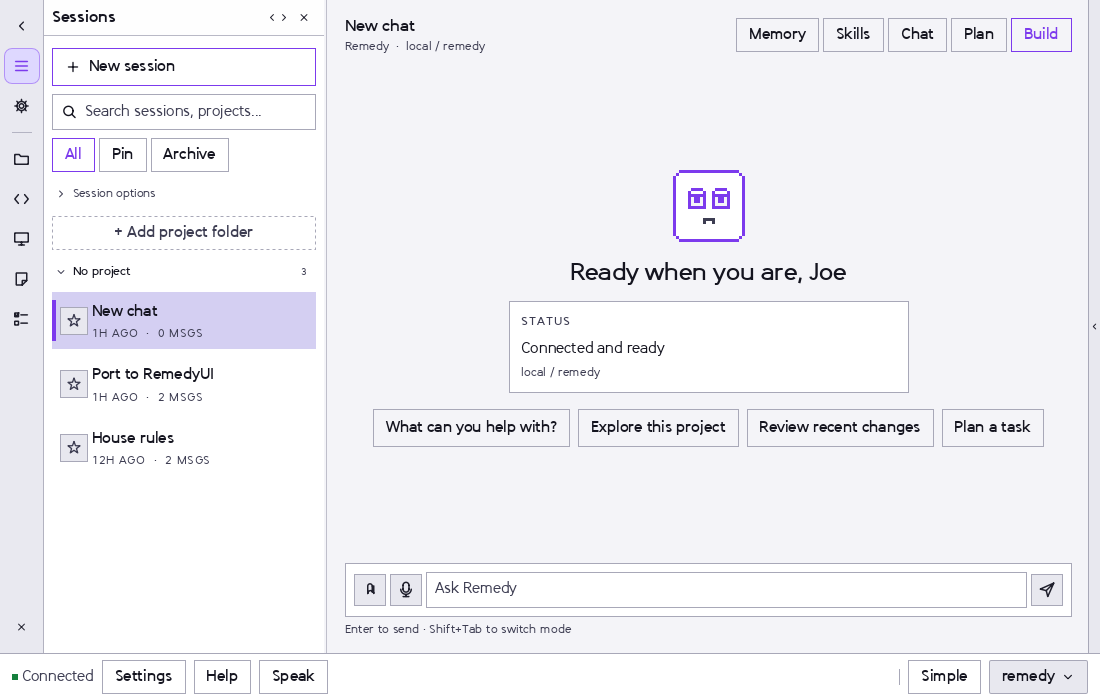 Sessions
New session
Search sessions, projects...
All
Pin
Archive
Session options
+ Add project folder
No project
3
New chat
1H AGO · 0 MSGS
Port to RemedyUI
1H AGO · 2 MSGS
House rules
12H AGO · 2 MSGS
New chat
Remedy · local / remedy
Memory
Skills
Chat
Plan
Build
Ready when you are, Joe
STATUS
Connected and ready
local / remedy
What can you help with?
Explore this project
Review recent changes
Plan a task
Ask Remedy
Enter to send · Shift+Tab to switch mode
Connected
Settings
Help
Speak
Simple
remedy